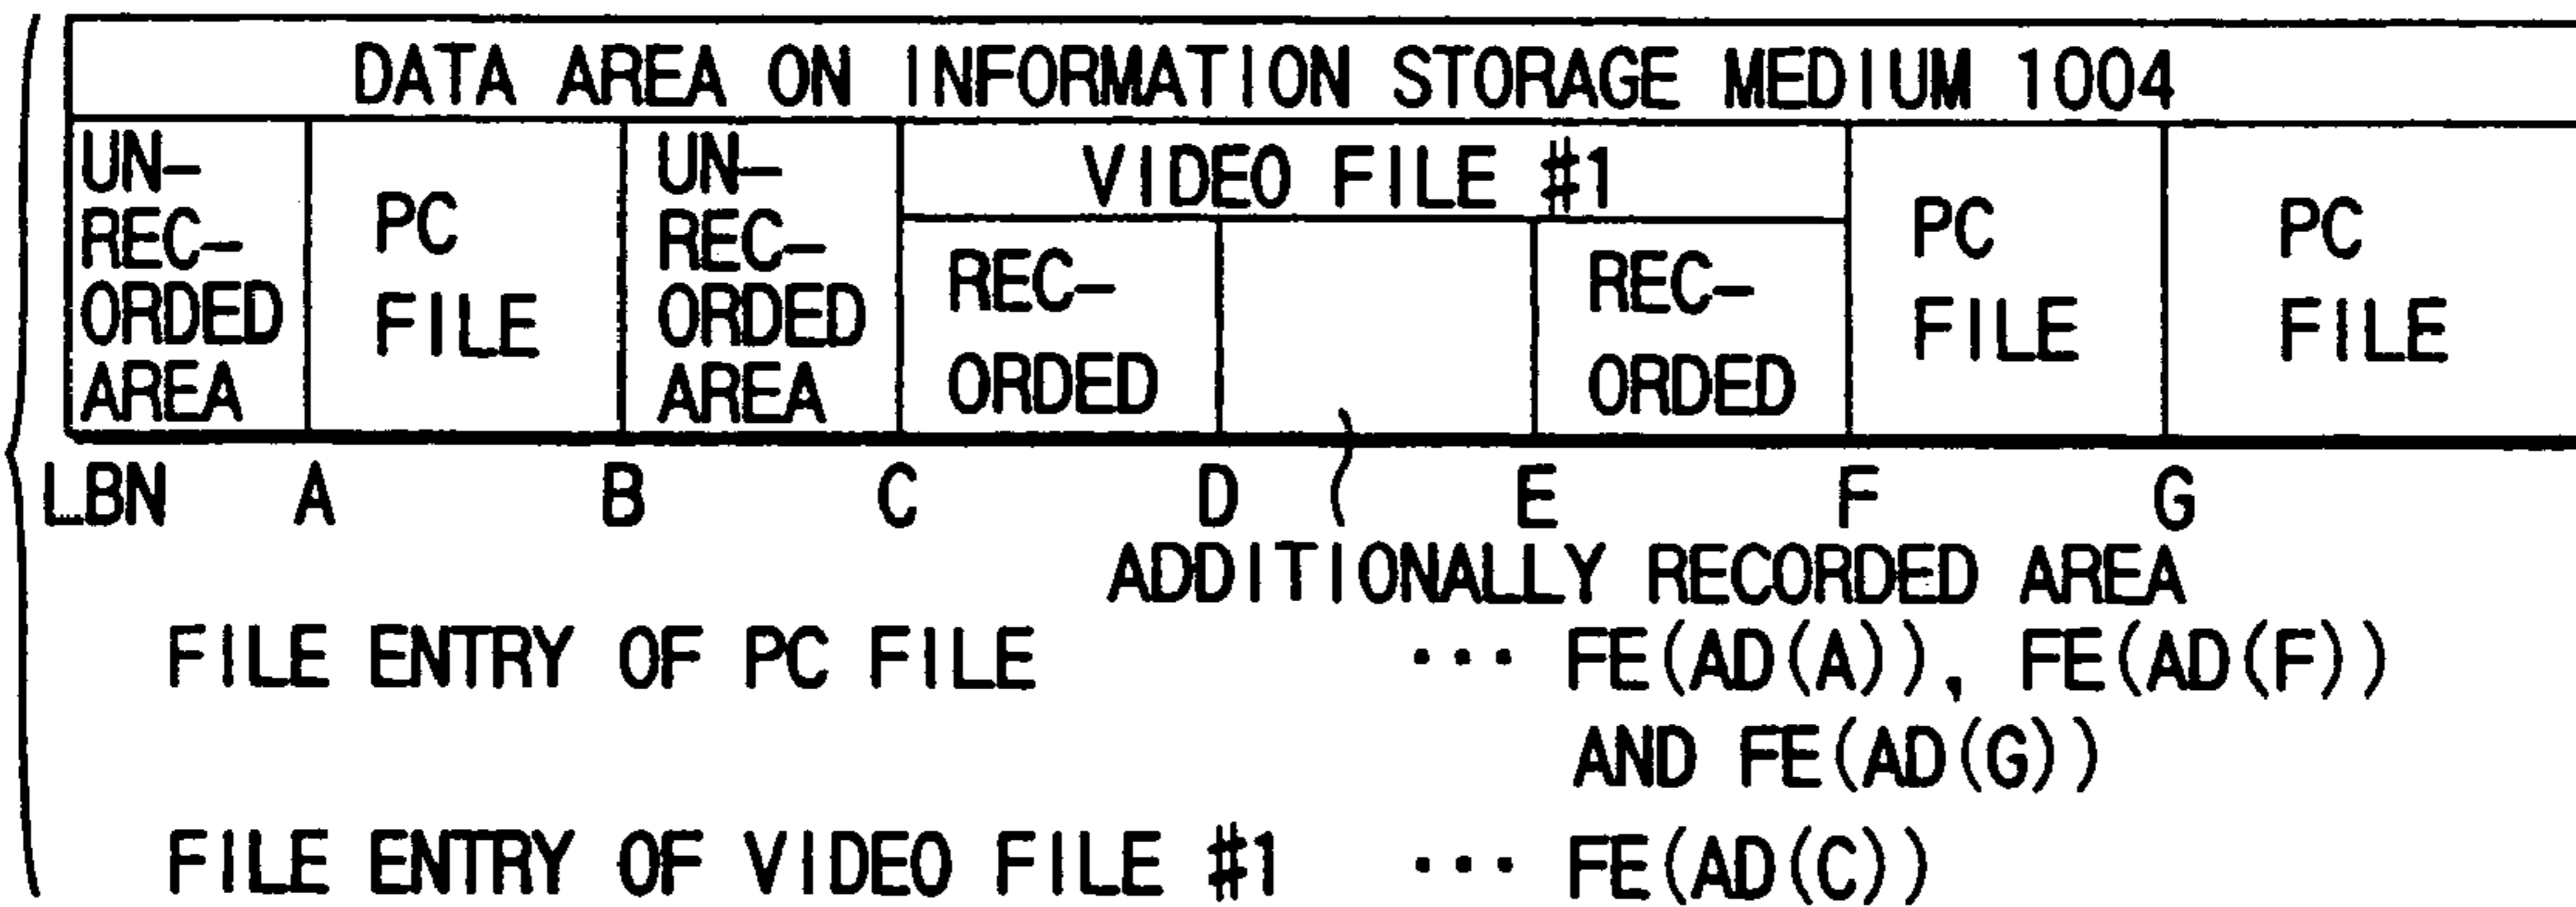 DATA AREA ON INFORMATION STORAGE MEDIUM 1004
UN-
REC-
ORDED
AREA
PC
FILE
UN-
REC-
ORDED
AREA
VIDEO FILE #1
REC-
ORDED
REC-
ORDED
PC
FILE
PC
FILE
LBN A B C D E F G
ADDITIONALLY RECORDED AREA
FILE ENTRY OF PC FILE ··· FE(AD(A)), FE(AD(F))
AND FE(AD(G))
FILE ENTRY OF VIDEO FILE #1 ··· FE(AD(C))